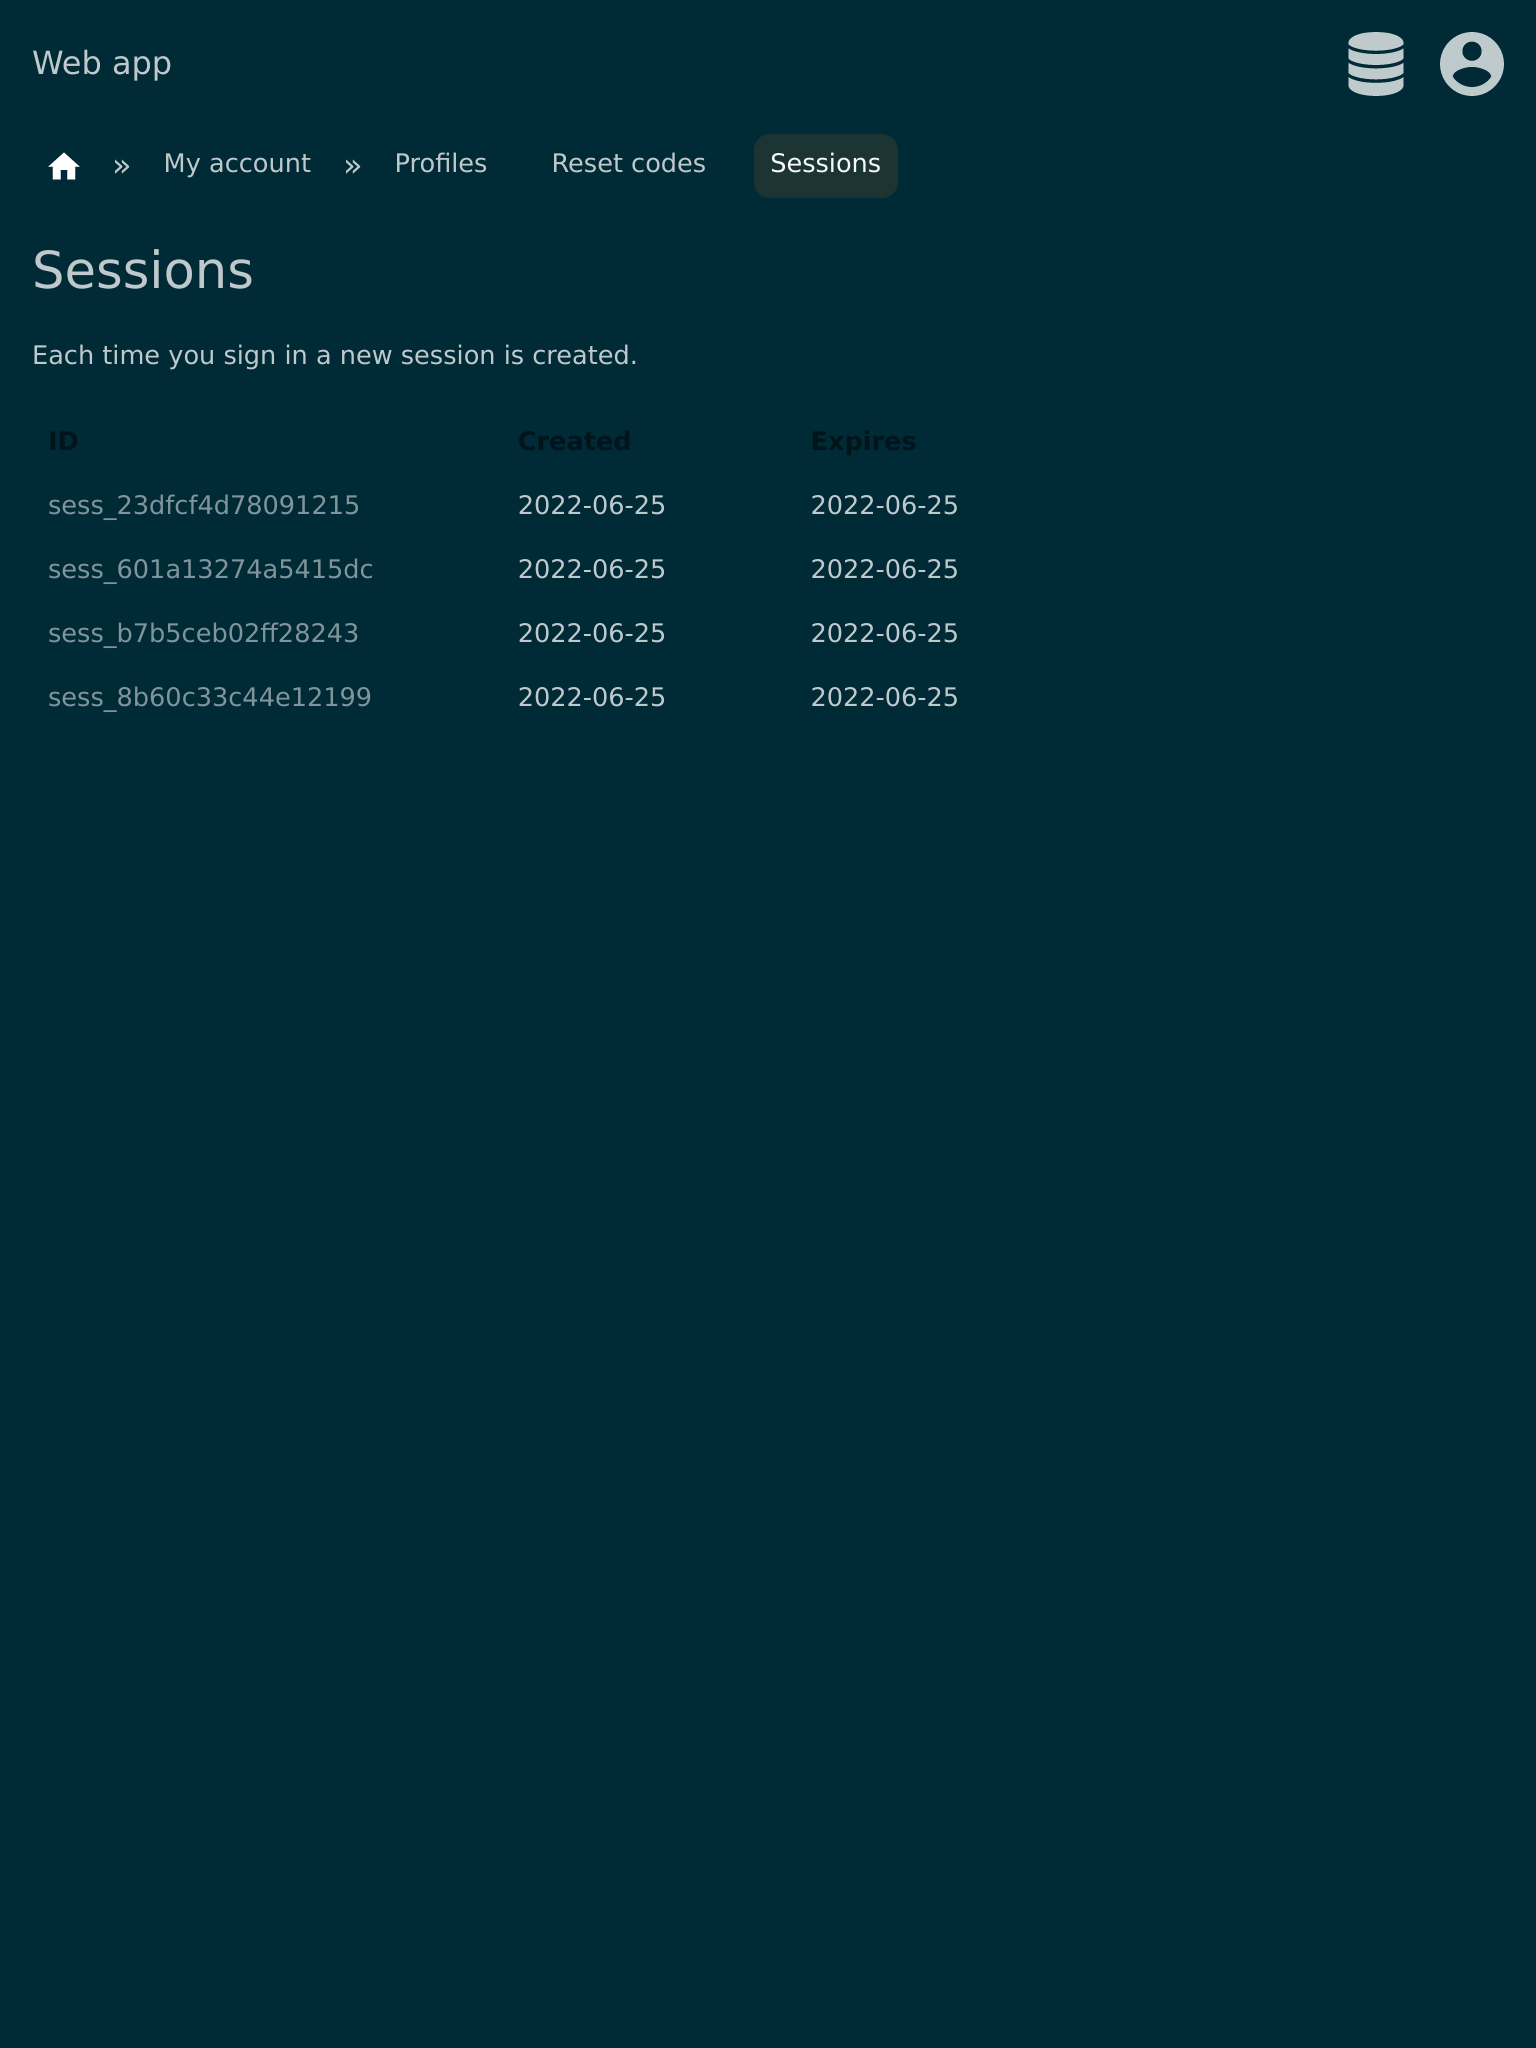 Web app
» My account » Profiles Reset codes Sessions
Sessions
Each time you sign in a new session is created.
ID Created Expires
sess_23dfcf4d78091215 2022-06-25 2022-06-25
sess_601a13274a5415dc 2022-06-25 2022-06-25
sess_b7b5ceb02ff28243 2022-06-25 2022-06-25
sess_8b60c33c44e12199 2022-06-25 2022-06-25